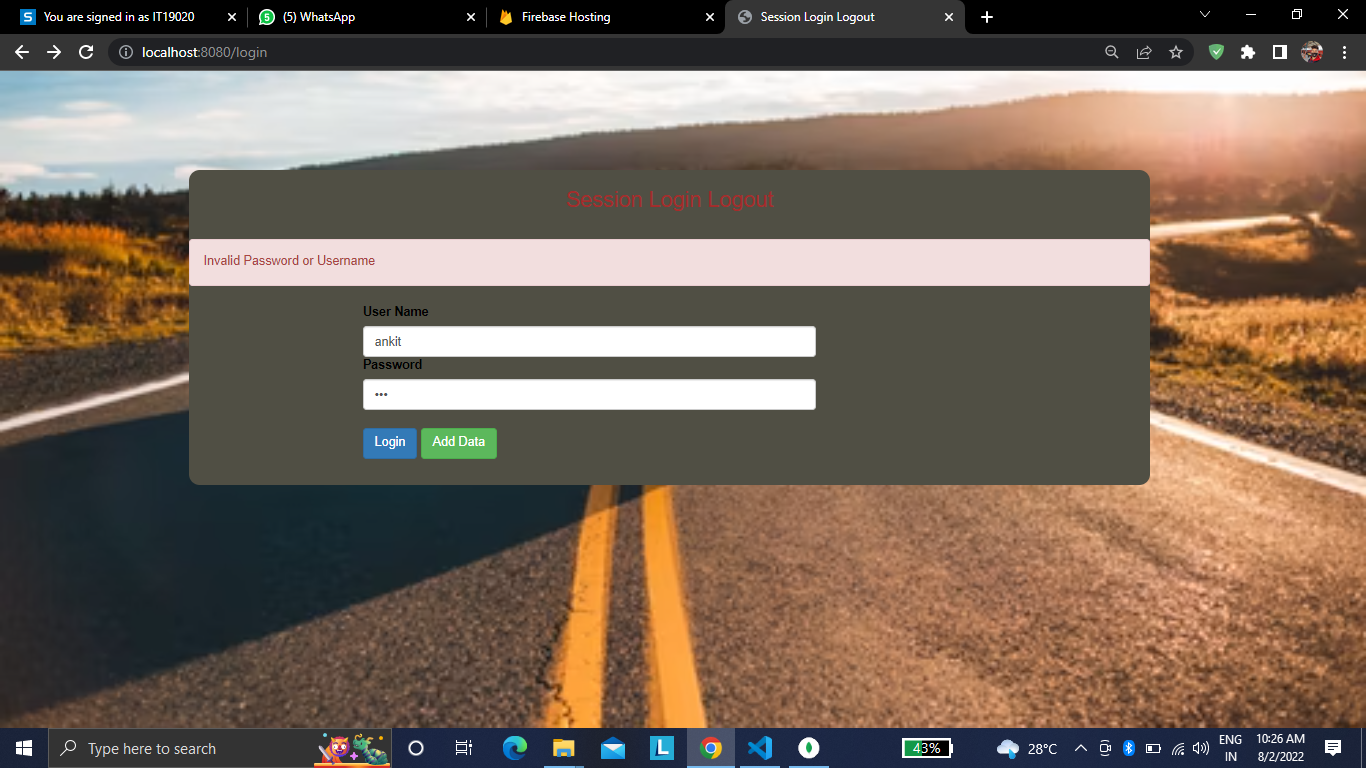 You are signed in as IT19020
(5) WhatsApp
Firebase Hosting
Session Login Logout
localhost:8080/login
Session Login Logout
Invalid Password or Username
User Name
ankit
Password
•••
Login Add Data
Type here to search
43%
28°C
ENG
IN
10:26 AM
8/2/2022